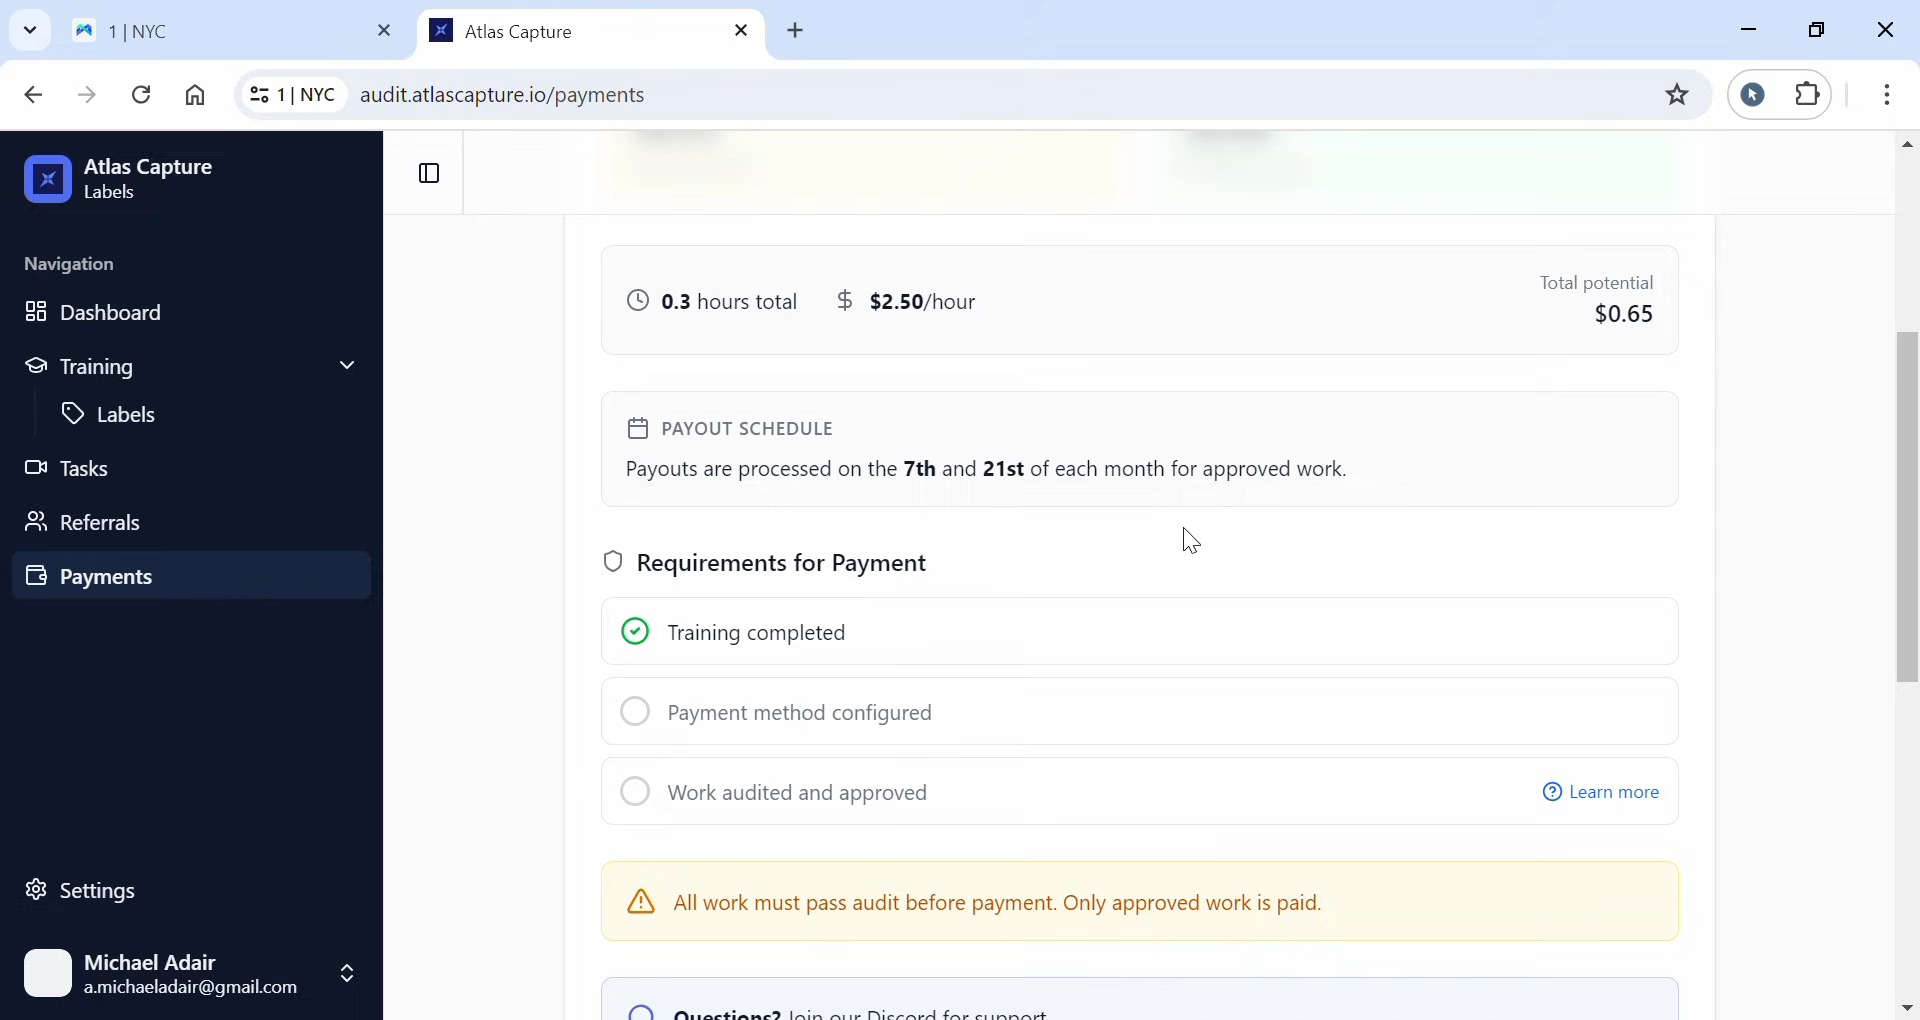 1 | NYC
Atlas Capture
1 | NYC
audit.atlascapture.io/payments
Atlas Capture
Labels
Navigation
Dashboard
Training
Labels
Tasks
Referrals
Payments
Settings
Michael Adair
a.michaeladair@gmail.com
0.3 hours total
$2.50/hour
Total potential
$0.65
PAYOUT SCHEDULE
Payouts are processed on the 7th and 21st of each month for approved work.
Requirements for Payment
Training completed
Payment method configured
Work audited and approved
Learn more
All work must pass audit before payment. Only approved work is paid.
Questions? Join our Discord for support